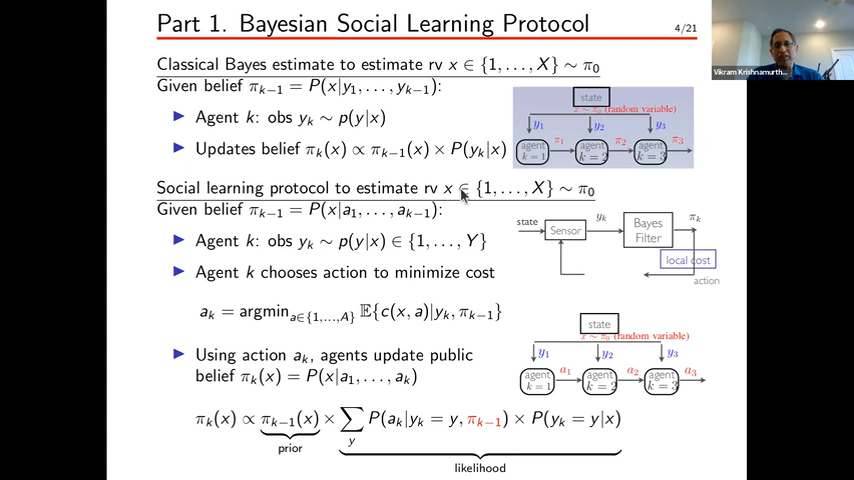 Part 1. Bayesian Social Learning Protocol
4/21
Vikram Krishnamurth...
Classical Bayes estimate to estimate rv x ∈ {1, . . . , X} ∼ π₀
Given belief πₖ₋₁ = P(x|y₁, . . . , yₖ₋₁):
▶ Agent k: obs yₖ ∼ p(y|x)
▶ Updates belief πₖ(x) ∝ πₖ₋₁(x) × P(yₖ|x)
state
x ∼ π₀ (random variable)
y₁ y₂ y₃
agent k = 1 π₁ agent k = 2 π₂ agent k = 3 π₃
Social learning protocol to estimate rv x ∈ {1, . . . , X} ∼ π₀
Given belief πₖ₋₁ = P(x|a₁, . . . , aₖ₋₁):
▶ Agent k: obs yₖ ∼ p(y|x) ∈ {1, . . . , Y}
▶ Agent k chooses action to minimize cost
aₖ = argmin_{a∈{1,...,A}} 𝔼{c(x, a)|yₖ, πₖ₋₁}
state Sensor yₖ Bayes Filter πₖ
local cost
action
▶ Using action aₖ, agents update public
belief πₖ(x) = P(x|a₁, . . . , aₖ)
state
x ∼ π₀ (random variable)
y₁ y₂ y₃
agent k = 1 a₁ agent k = 2 a₂ agent k = 3 a₃
πₖ(x) ∝ πₖ₋₁(x) × ∑_y P(aₖ|yₖ = y, πₖ₋₁) × P(yₖ = y|x)
prior
likelihood